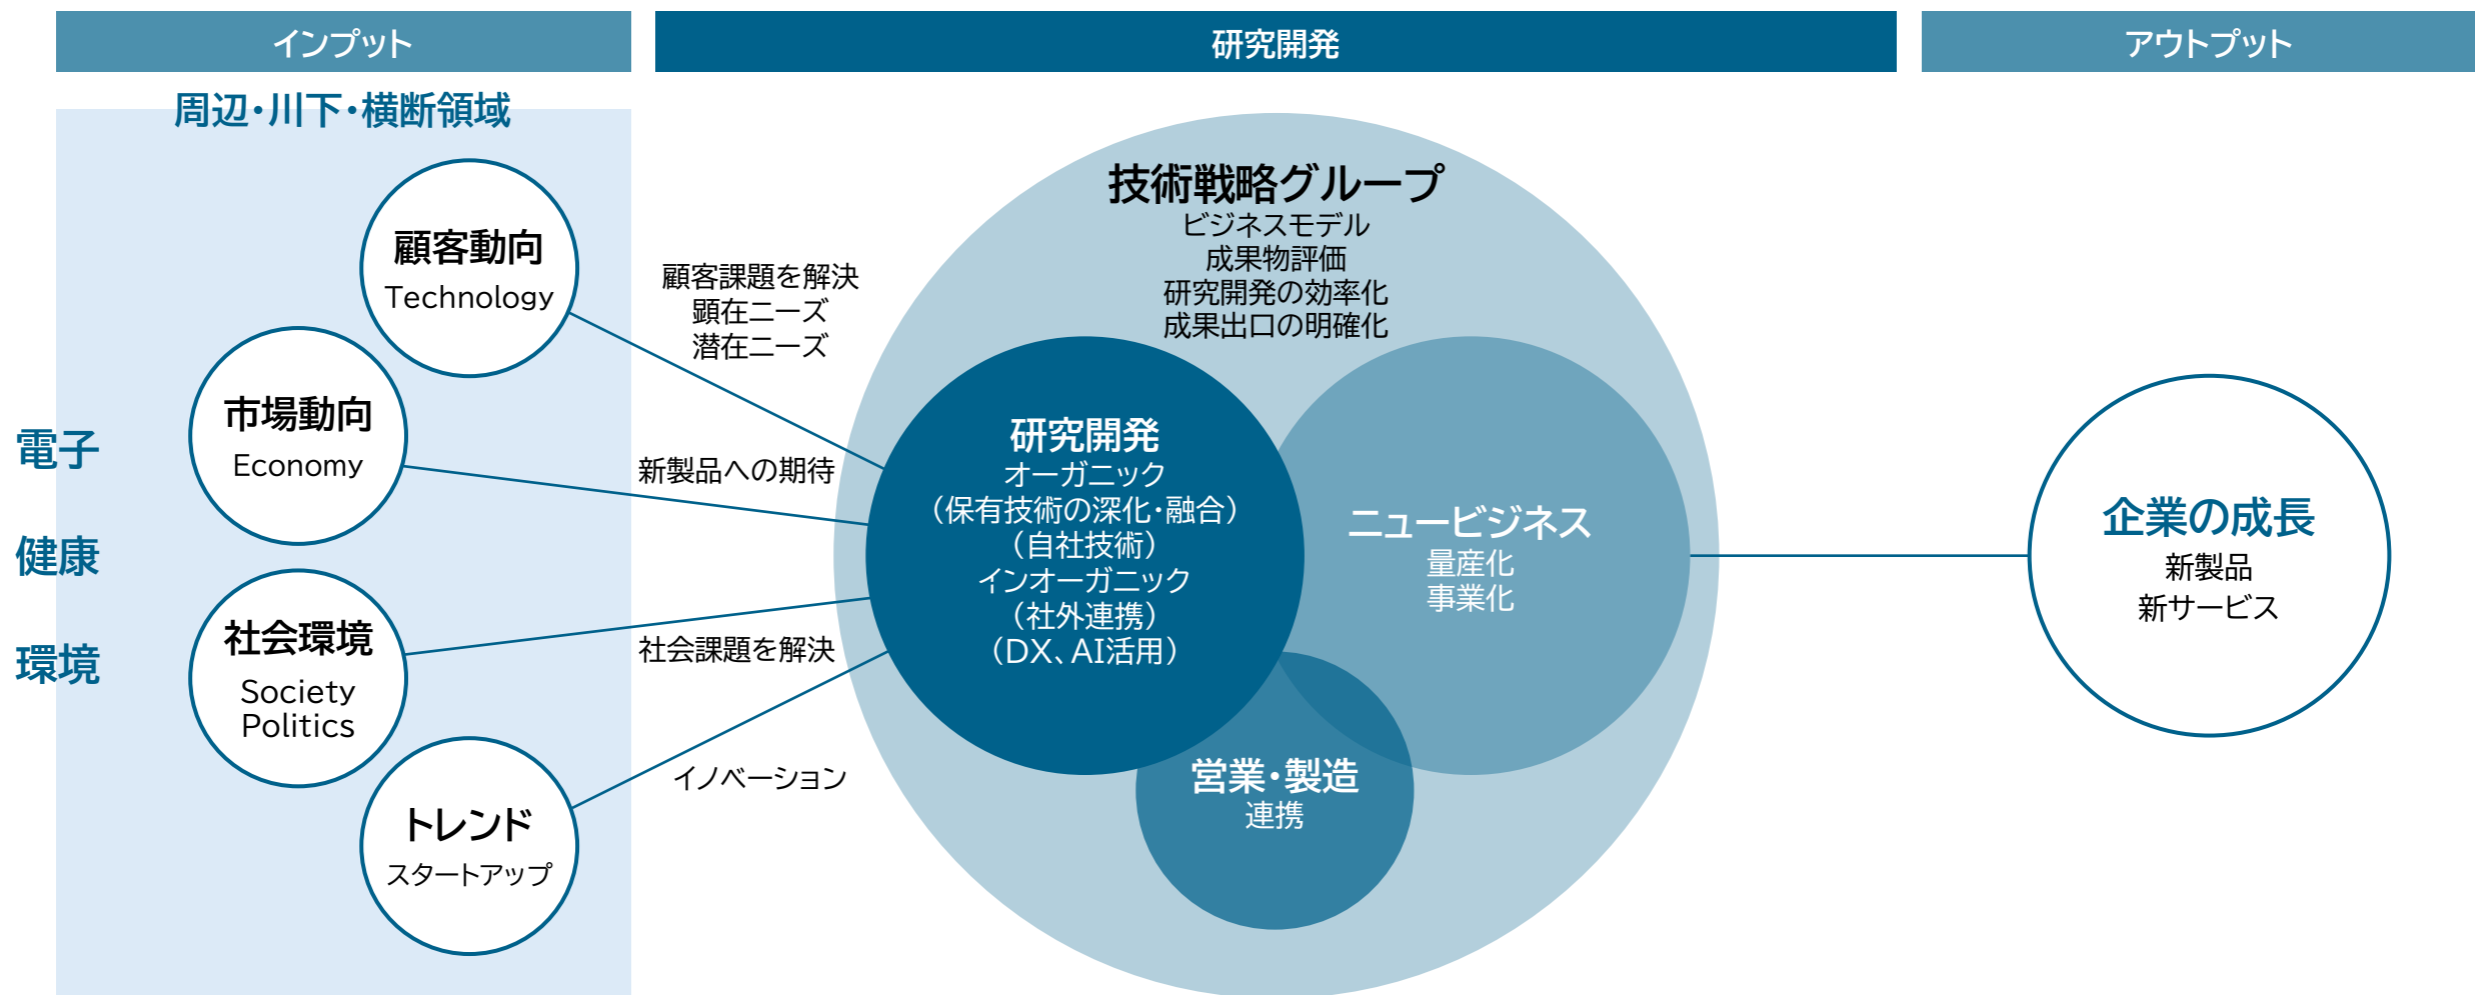 インプット
研究開発
アウトプット
周辺・川下・横断領域
電子
健康
環境
顧客動向
Technology
市場動向
Economy
社会環境
Society
Politics
トレンド
スタートアップ
顧客課題を解決
顕在ニーズ
潜在ニーズ
新製品への期待
社会課題を解決
イノベーション
技術戦略グループ
ビジネスモデル
成果物評価
研究開発の効率化
成果出口の明確化
研究開発
オーガニック
（保有技術の深化・融合）
（自社技術）
インオーガニック
（社外連携）
（DX、AI活用）
ニュービジネス
量産化
事業化
営業・製造
連携
企業の成長
新製品
新サービス